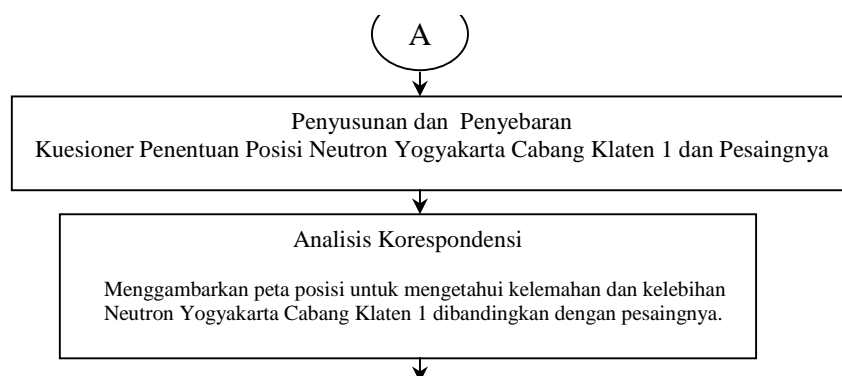 A
Penyusunan dan Penyebaran
Kuesioner Penentuan Posisi Neutron Yogyakarta Cabang Klaten 1 dan Pesaingnya
Analisis Korespondensi
Menggambarkan peta posisi untuk mengetahui kelemahan dan kelebihan
Neutron Yogyakarta Cabang Klaten 1 dibandingkan dengan pesaingnya.